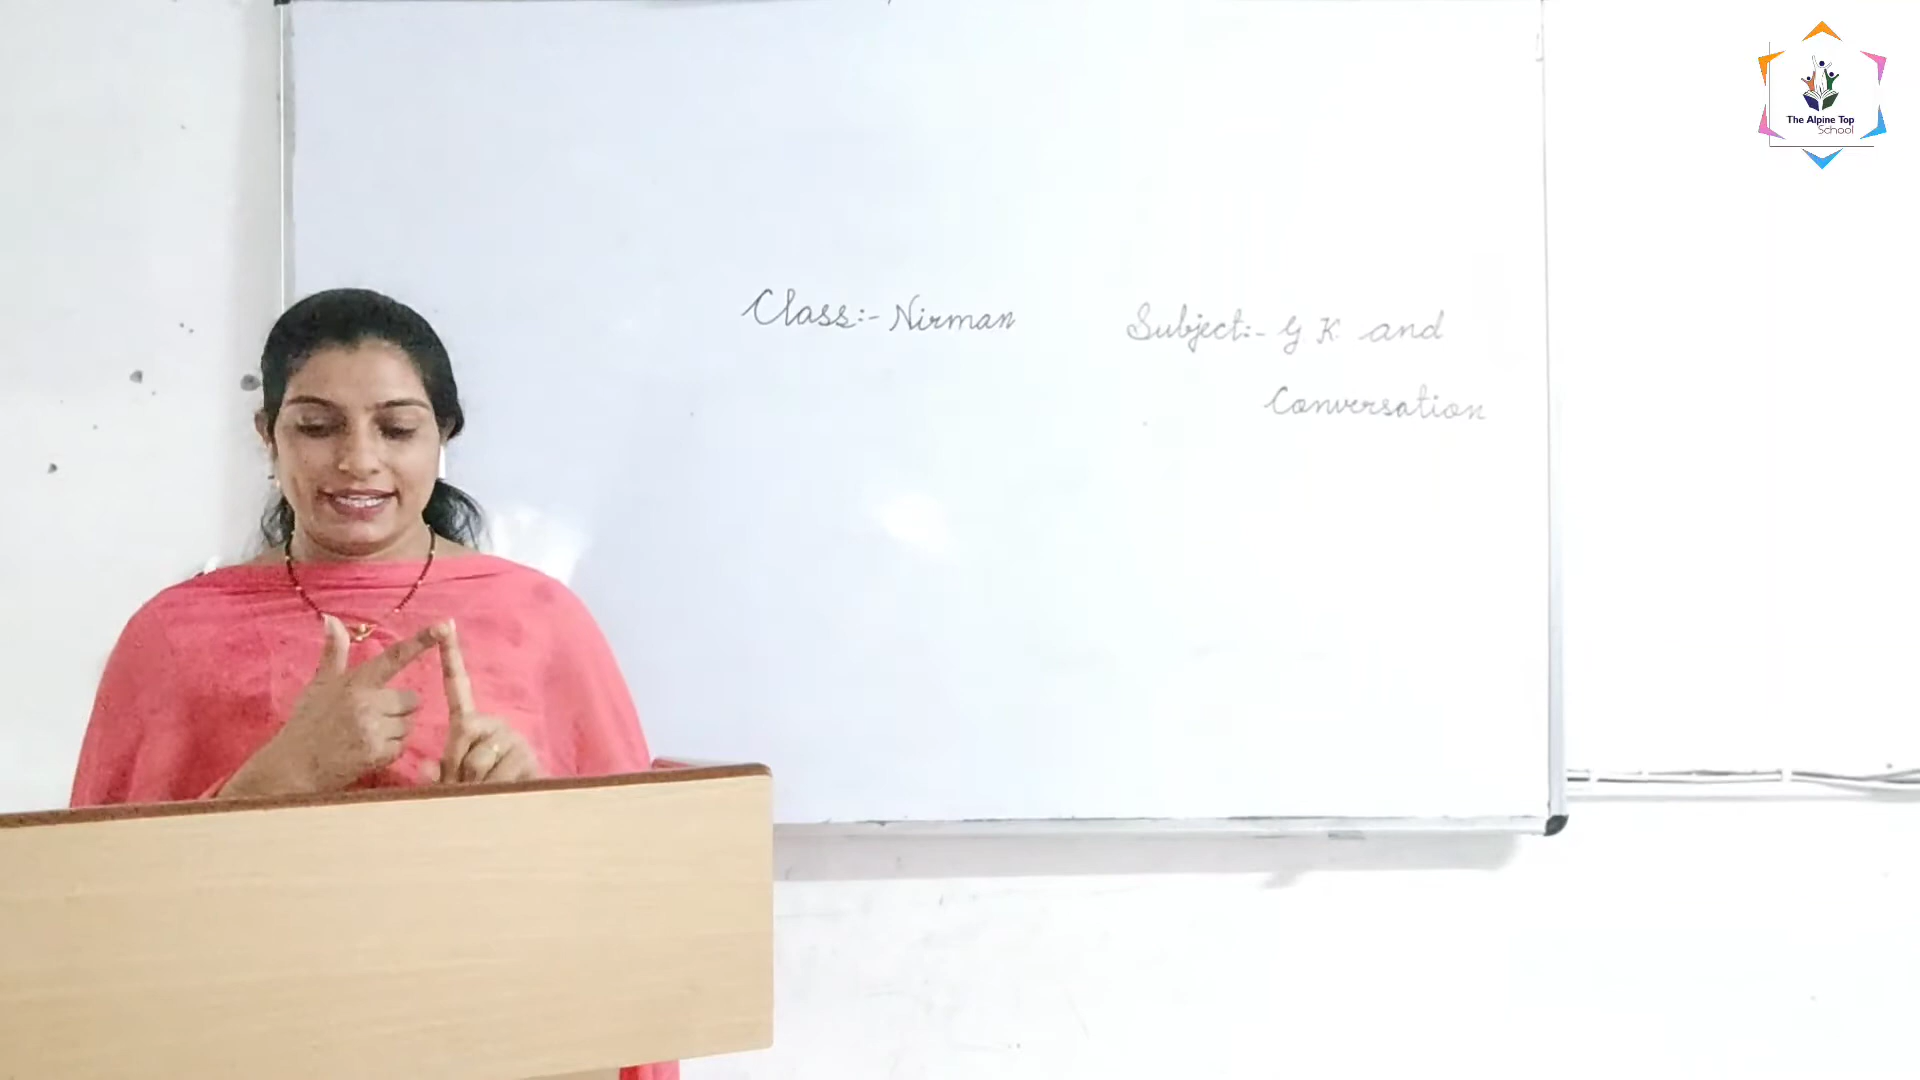 The Alpine Top
School
Class:- Nirman
Subject:- G.K and
Conversation